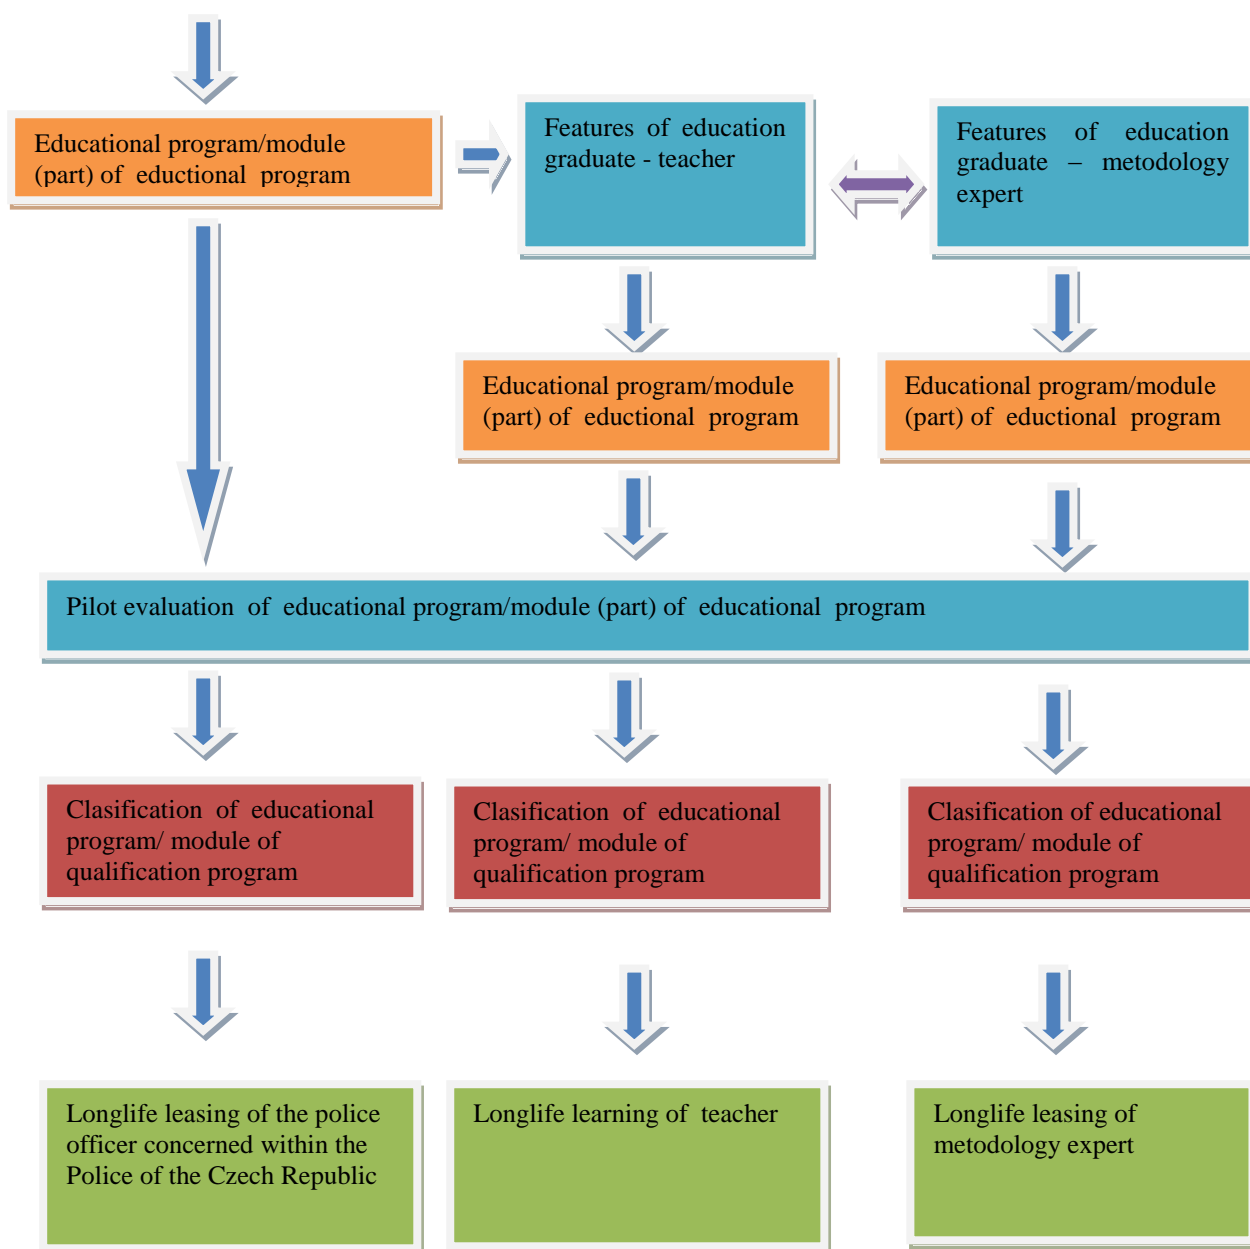 Educational program/module
(part) of eductional program
Features of education
graduate - teacher
Features of education
graduate – metodology
expert
Educational program/module
(part) of eductional program
Educational program/module
(part) of eductional program
Pilot evaluation of educational program/module (part) of educational program
Clasification of educational
program/ module of
qualification program
Clasification of educational
program/ module of
qualification program
Clasification of educational
program/ module of
qualification program
Longlife leasing of the police
officer concerned within the
Police of the Czech Republic
Longlife learning of teacher
Longlife leasing of
metodology expert